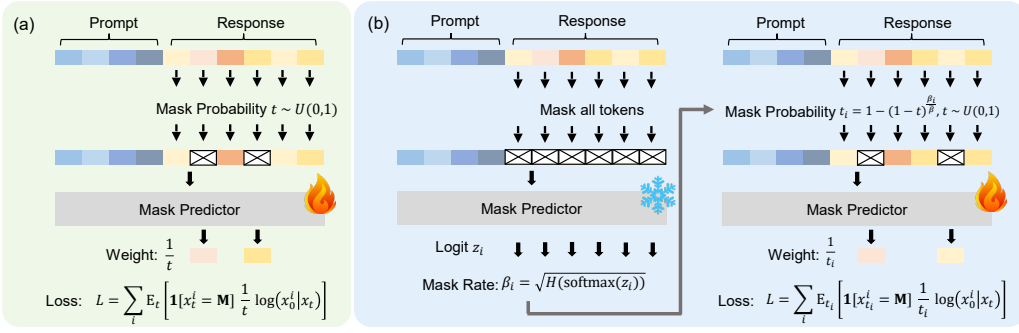 (a)
Prompt Response
Mask Probability t ~ U(0,1)
Mask Predictor
Weight: 1/t
Loss: L = ∑_i E_t [1[x_t^i = M] 1/t log(x_0^i|x_t)]
(b)
Prompt Response
Mask all tokens
Mask Predictor
Logit z_i
Mask Rate: β_i = √H(softmax(z_i))
Prompt Response
Mask Probability t_i = 1 − (1 − t)^(β_i/β̄), t ~ U(0,1)
Mask Predictor
Weight: 1/t_i
Loss: L = ∑_i E_{t_i} [1[x_{t_i}^i = M] 1/t_i log(x_0^i|x_t)]